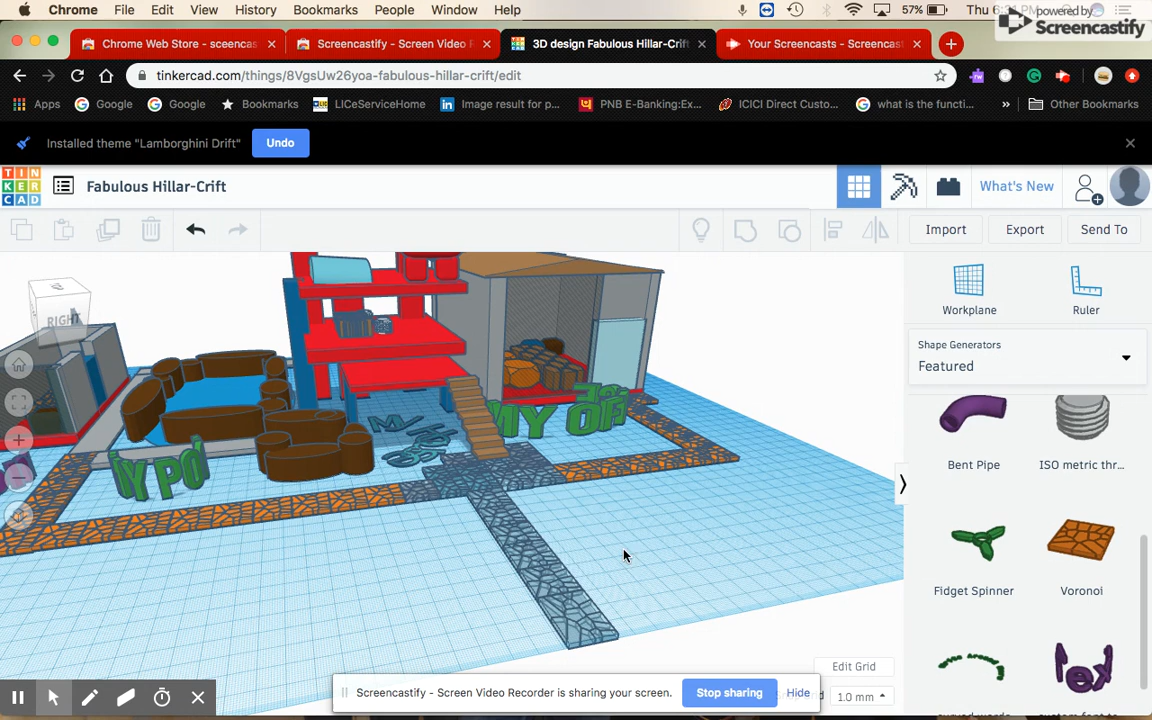 Chrome File Edit View History Bookmarks People Window Help 57% Thu 6:
powered by
Screencastify
Chrome Web Store - sceencas
Screencastify - Screen Video R
3D design Fabulous Hillar-Crift
Your Screencasts - Screencast
tinkercad.com/things/8VgsUw26yoa-fabulous-hillar-crift/edit
Apps Google Google Bookmarks LICeServiceHome Image result for p... PNB E-Banking:Ex... ICICI Direct Custo... what is the functi... » Other Bookmarks
Installed theme "Lamborghini Drift" Undo
TINKERCAD
Fabulous Hillar-Crift
What's New
Import Export Send To
Workplane Ruler
RIGHT
Shape Generators
Featured
MY
MY OFF
YPO
Bent Pipe ISO metric thr...
Fidget Spinner Voronoi
Edit Grid
Screencastify - Screen Video Recorder is sharing your screen. Stop sharing Hide
1.0 mm